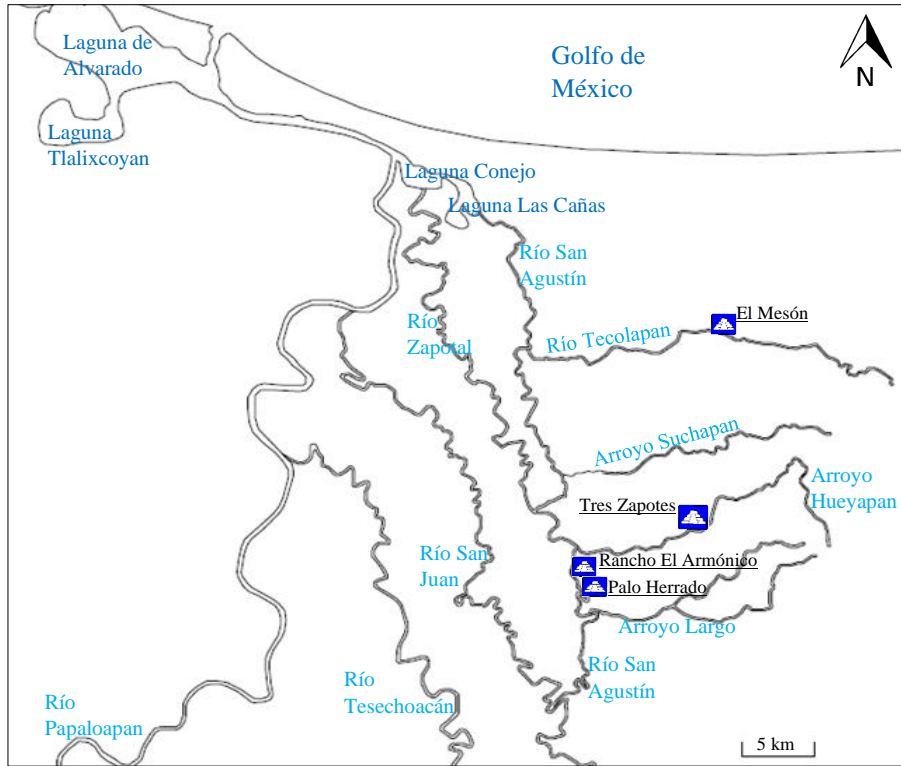 Laguna de
Alvarado
Golfo de
México
N
Laguna
Tlalixcoyan
Laguna Conejo
Laguna Las Cañas
Río San
Agustín
El Mesón
Río
Zapotal
Río Tecolapan
Arroyo Suchapan
Arroyo
Hueyapan
Tres Zapotes
Río San
Juan
Rancho El Armónico
Palo Herrado
Arroyo Largo
Río San
Agustín
Río
Tesechoacán
Río
Papaloapan
5 km